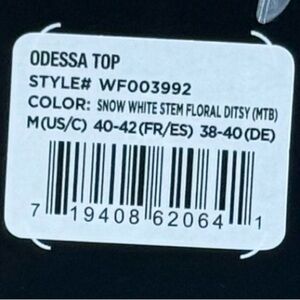 ODESSA TOP
STYLE# WF003992
COLOR: SNOW WHITE STEM FLORAL DITSY (MTB)
M(US/C) 40-42(FR/ES) 38-40(DE)
7 19408 62064 1